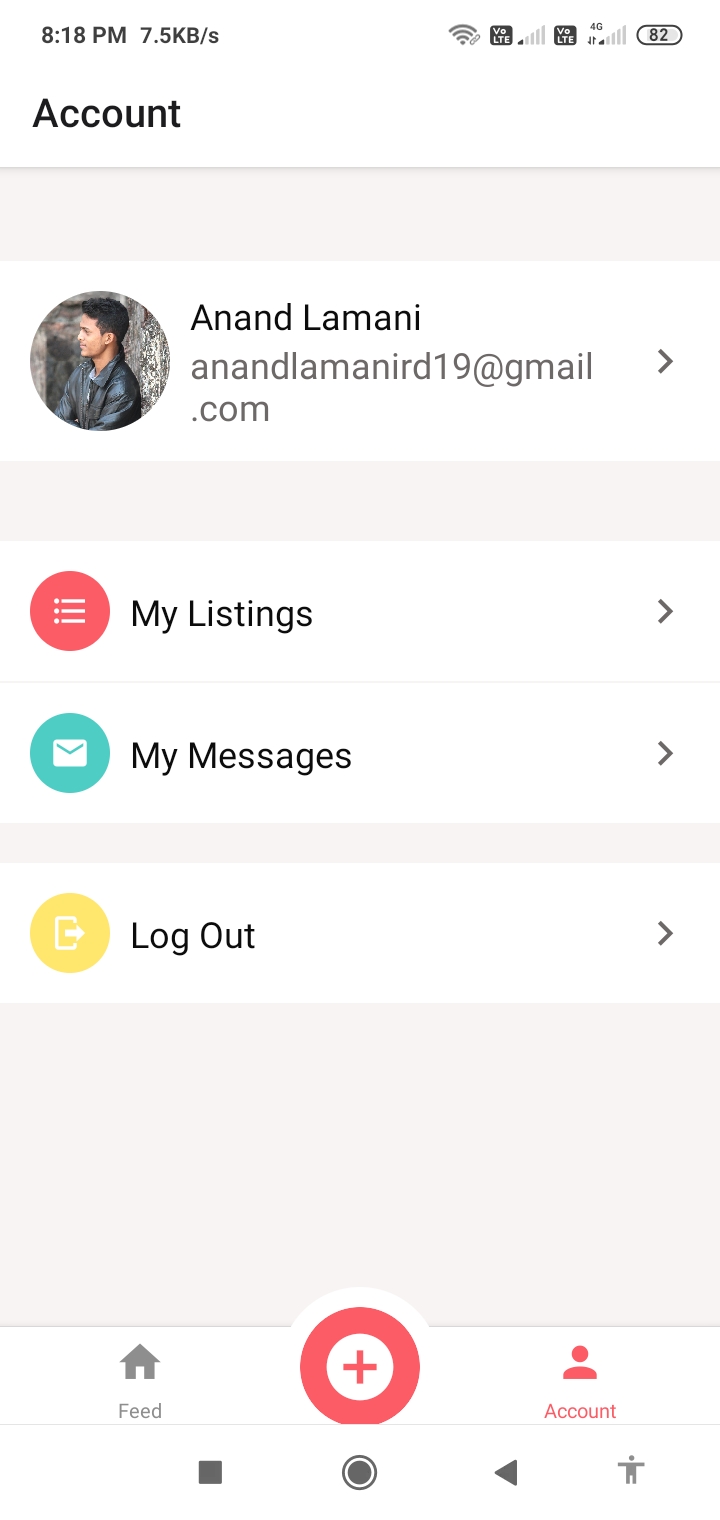 8:18 PM 7.5KB/s Vo LTE Vo LTE 4G 82
Account
Anand Lamani
anandlamanird19@gmail
.com
My Listings
My Messages
Log Out
Feed
Account